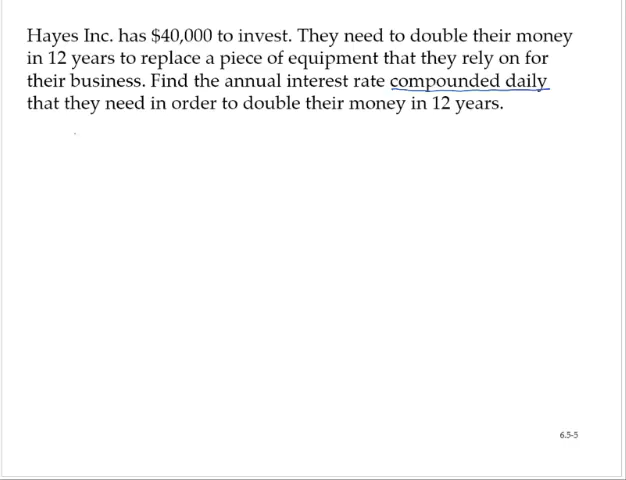 Hayes Inc. has $40,000 to invest. They need to double their money
in 12 years to replace a piece of equipment that they rely on for
their business. Find the annual interest rate compounded daily
that they need in order to double their money in 12 years.
6.5-5